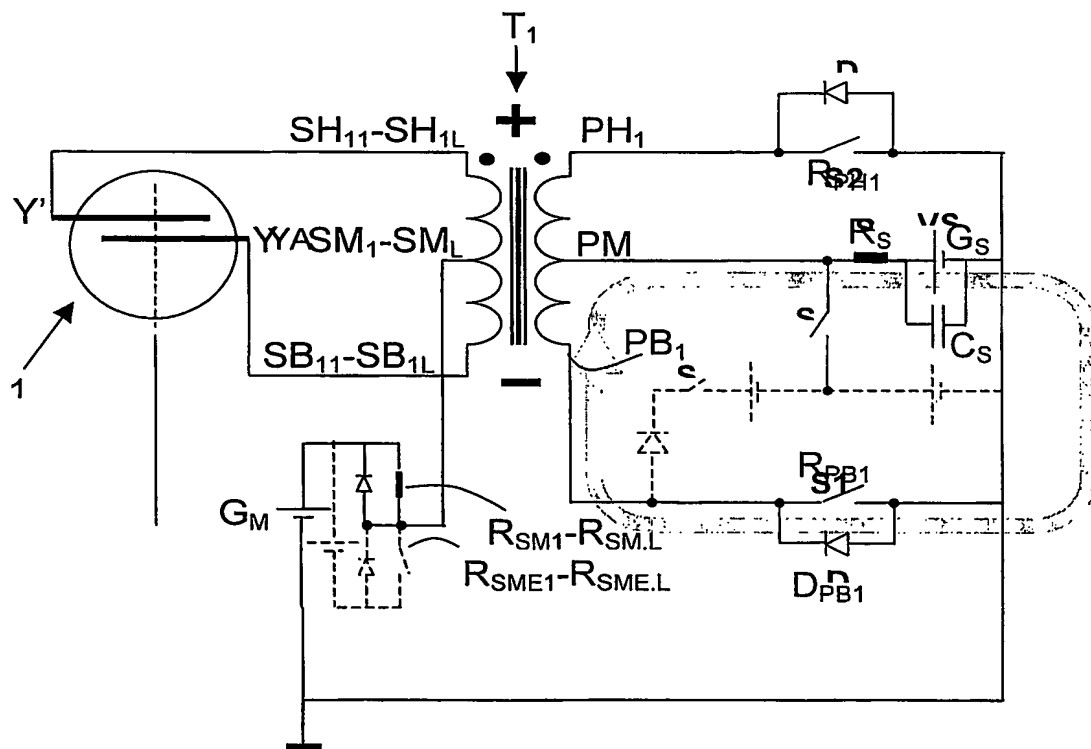 T1
+
SH11-SH1L
PH1
Y'
SM1-SML
PM
RS
GS
CS
SB11-SB1L
PB1
1
−
S
S
RPB1
S1
GM
RSM1-RSM.L
RSME1-RSME.L
DPB1